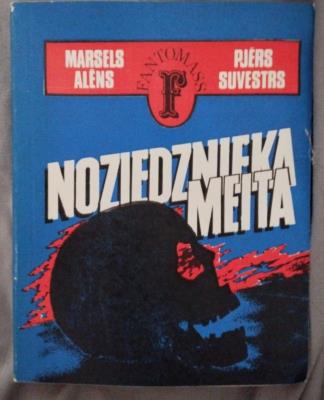 MARSELS
ALĒNS
FANTOMASS
F
PJĒRS
SUVESTRS
NOZIEDZNIEKA
MEITA